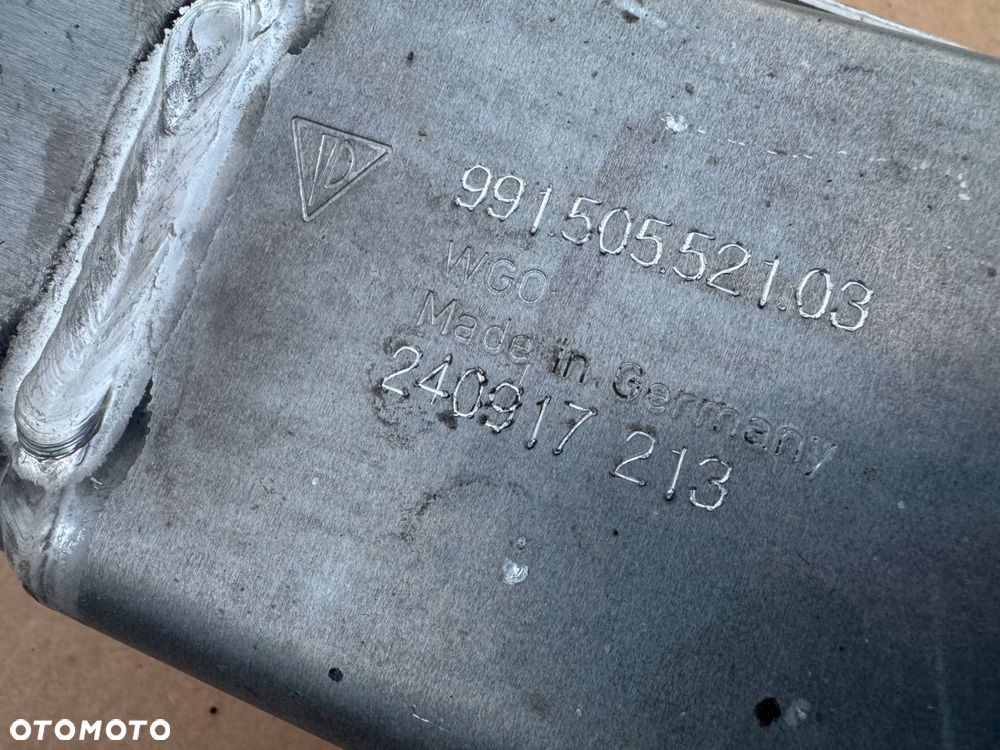 991.505.521.03
WGO
Made in Germany
240917 213
OTOMOTO